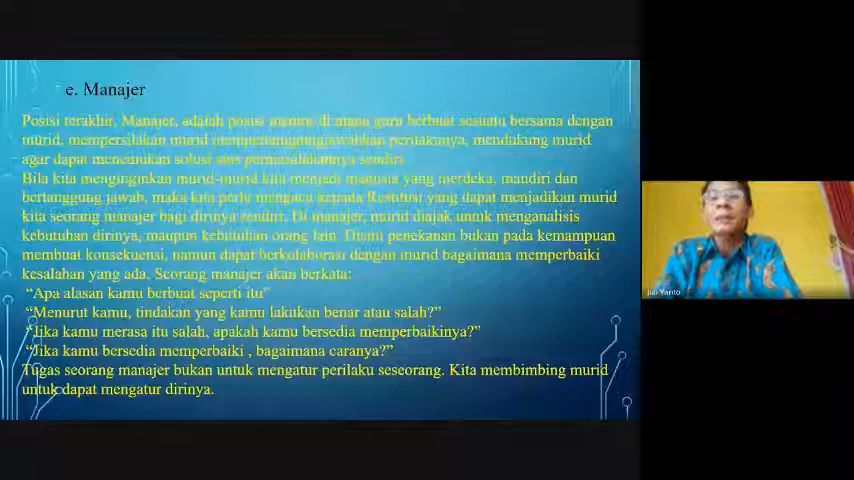 e. Manajer
Posisi terakhir, Manajer, adalah posisi mentor di mana guru berbuat sesuatu bersama dengan
murid, mempersilakan murid mempertanggungjawabkan perilakunya, mendukung murid
agar dapat menemukan solusi atas permasalahannya sendiri.
Bila kita menginginkan murid-murid kita menjadi manusia yang merdeka, mandiri dan
bertanggung jawab, maka kita perlu mengacu kepada Restitusi yang dapat menjadikan murid
kita seorang manajer bagi dirinya sendiri. Di manajer, murid diajak untuk menganalisis
kebutuhan dirinya, maupun kebutuhan orang lain. Disini penekanan bukan pada kemampuan
membuat konsekuensi, namun dapat berkolaborasi dengan murid bagaimana memperbaiki
kesalahan yang ada. Seorang manajer akan berkata:
“Apa alasan kamu berbuat seperti itu”
“Menurut kamu, tindakan yang kamu lakukan benar atau salah?”
“Jika kamu merasa itu salah, apakah kamu bersedia memperbaikinya?”
“Jika kamu bersedia memperbaiki , bagaimana caranya?”
Tugas seorang manajer bukan untuk mengatur perilaku seseorang. Kita membimbing murid
untuk dapat mengatur dirinya.
Juli Yanto